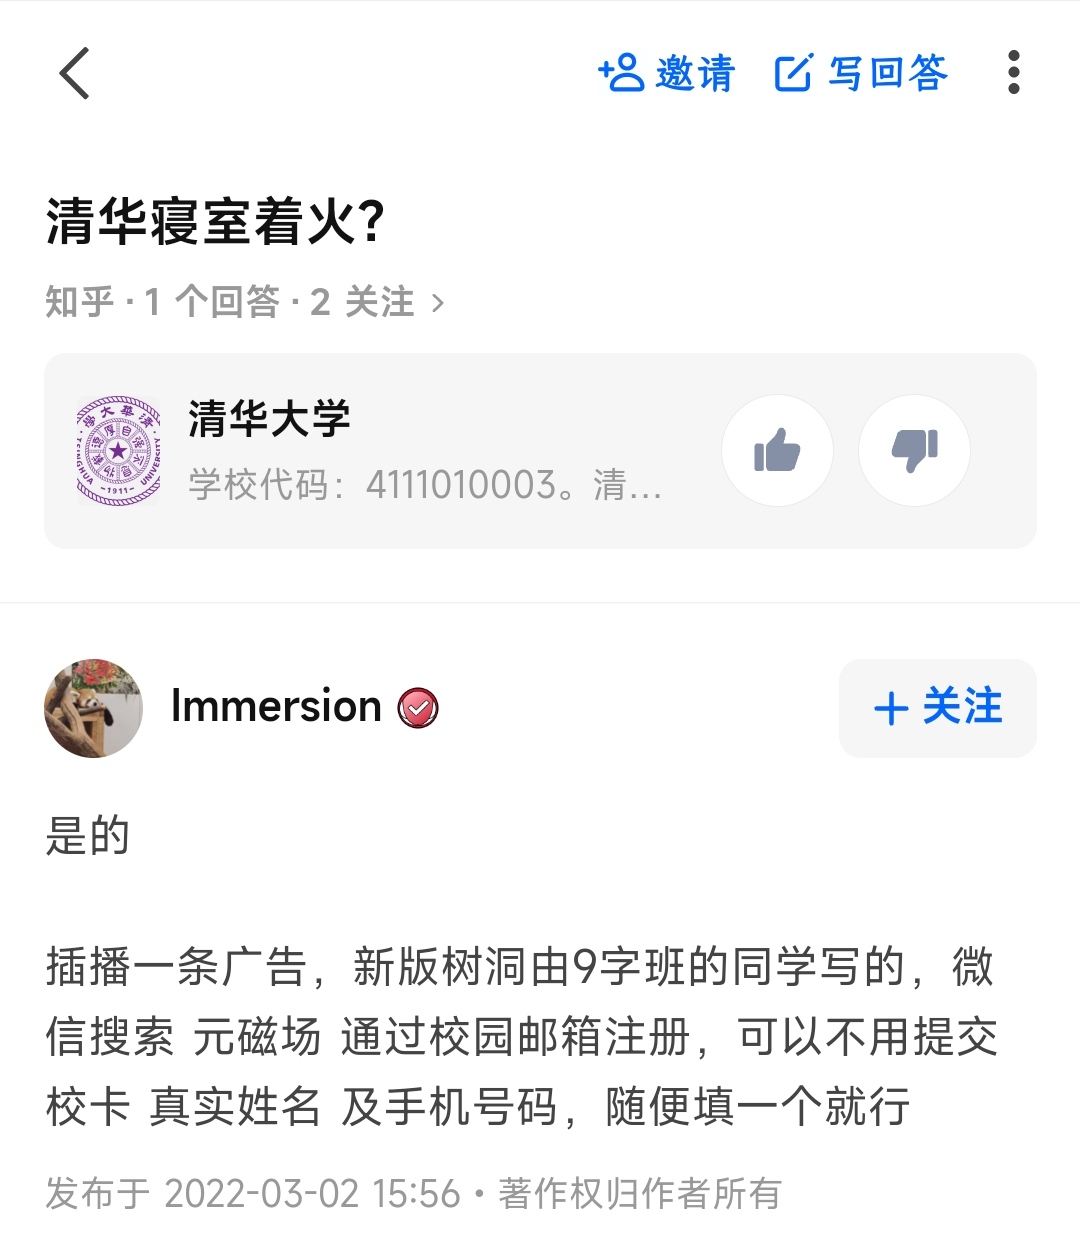 邀请 写回答
清华寝室着火?
知乎 · 1 个回答 · 2 关注 >
清华大学
学校代码：4111010003。清...
-1911-
Immersion
+ 关注
是的
插播一条广告，新版树洞由9字班的同学写的，微
信搜索 元磁场 通过校园邮箱注册，可以不用提交
校卡 真实姓名 及手机号码，随便填一个就行
发布于 2022-03-02 15:56 • 著作权归作者所有